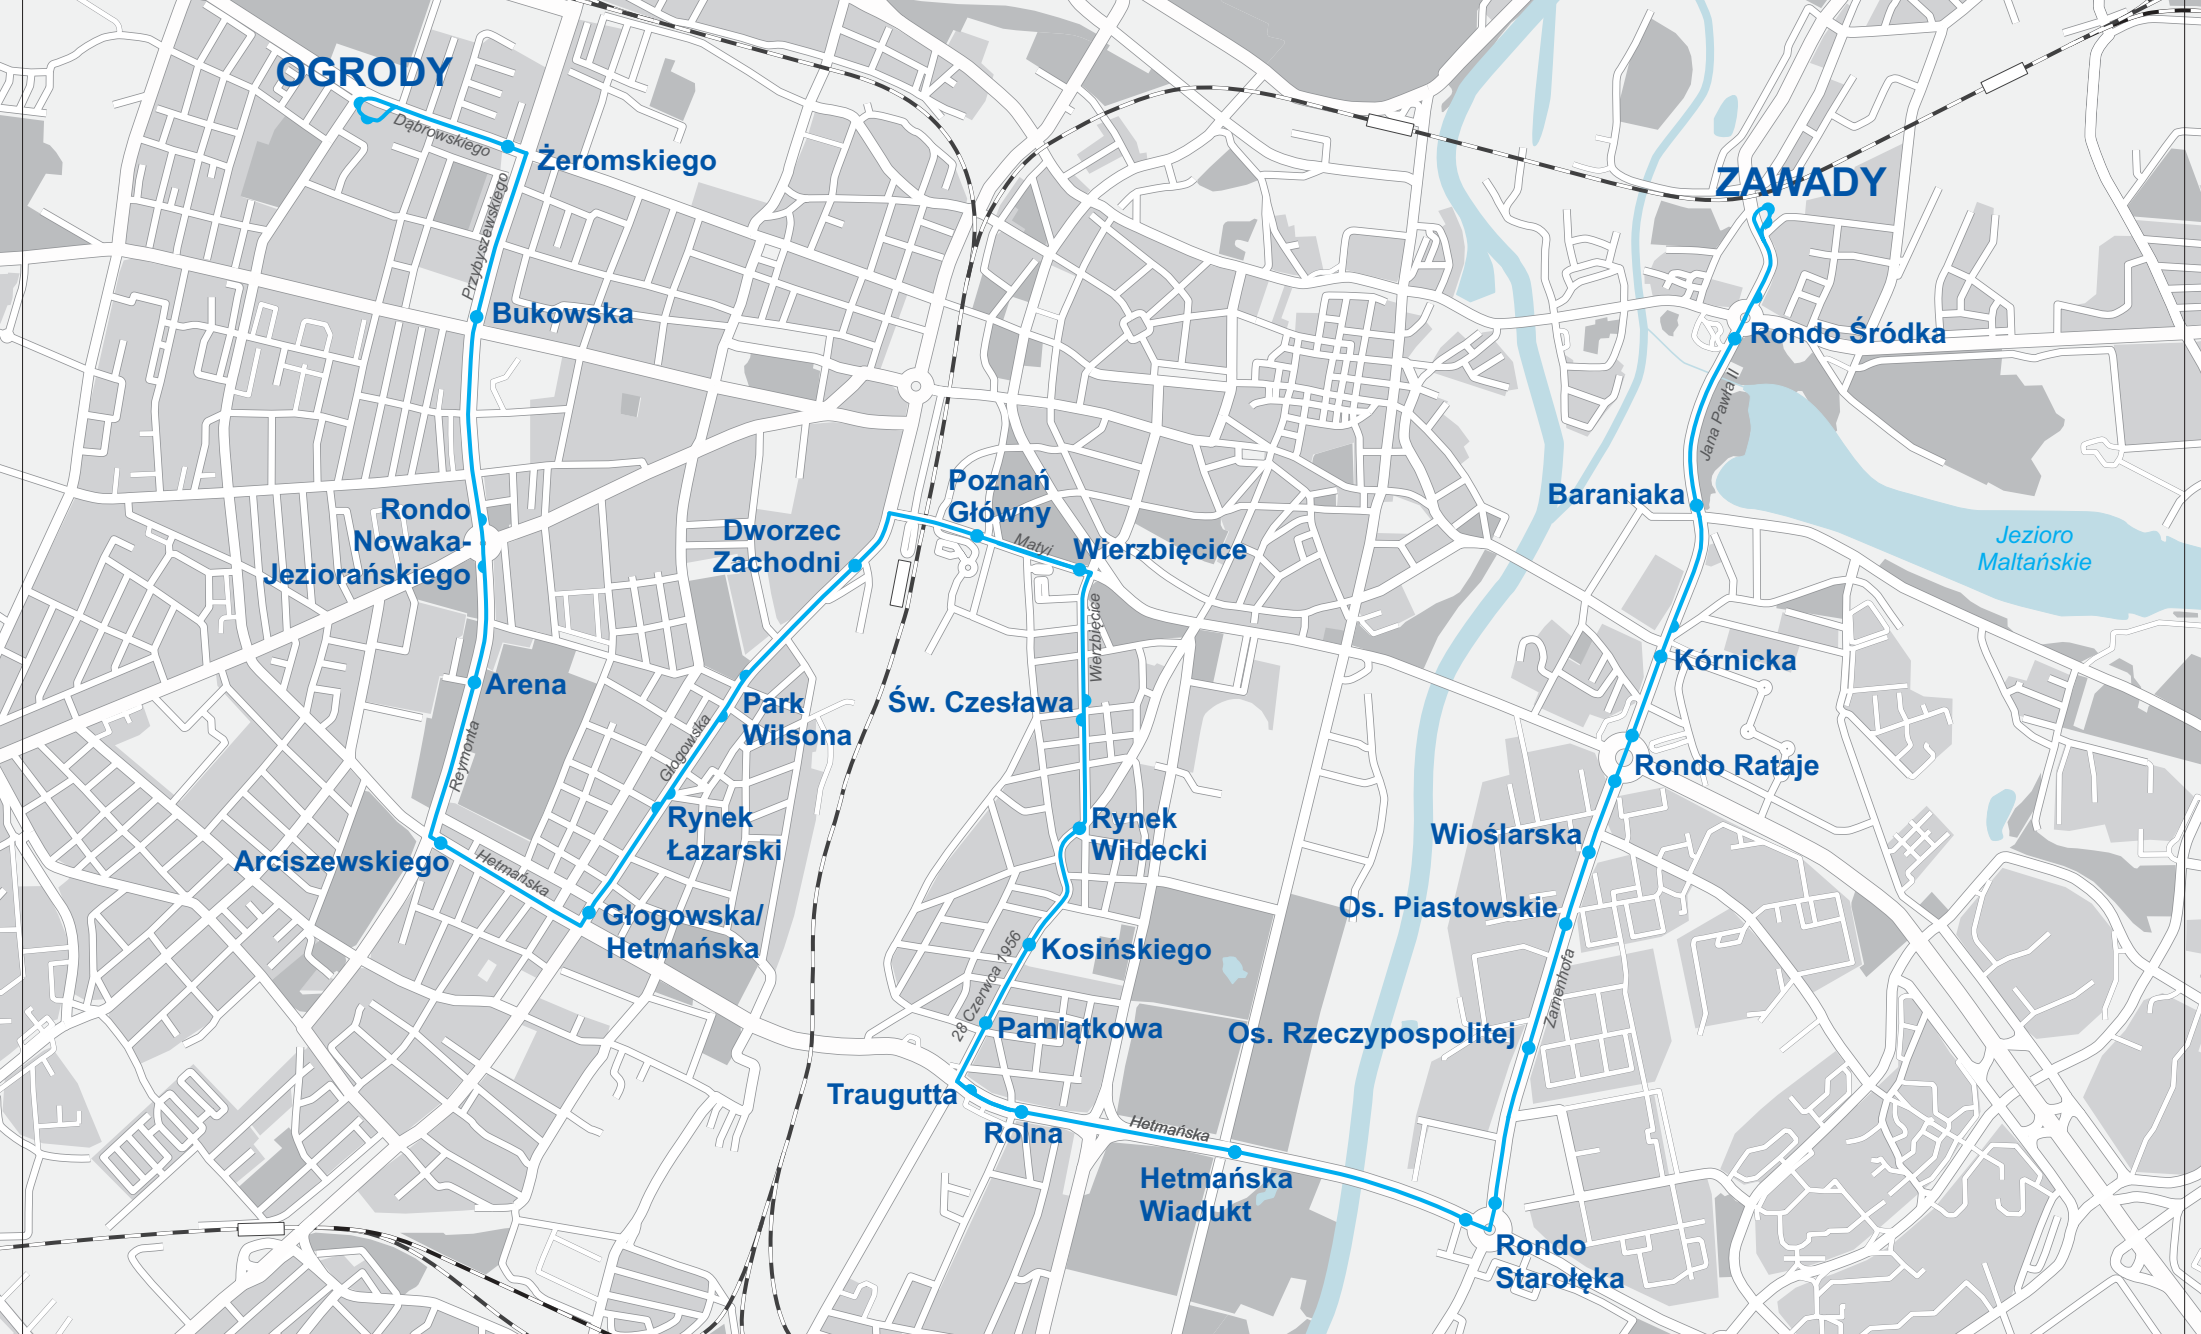 OGRODY
Dąbrowskiego
Żeromskiego
Przybyszewskiego
Bukowska
Rondo
Nowaka-
Jeziorańskiego
Arena
Reymonta
Arciszewskiego
Hetmańska
Głogowska/
Hetmańska
Rynek
Łazarski
Głogowska
Park
Wilsona
Dworzec
Zachodni
Poznań
Główny
Matyi
Wierzbięcice
Wierzbięcice
Św. Czesława
Rynek
Wildecki
Kosińskiego
28 Czerwca 1956
Pamiątkowa
Traugutta
Rolna
Hetmańska
Hetmańska
Wiadukt
Rondo
Starołęka
Os. Rzeczypospolitej
Zamenhofa
Os. Piastowskie
Wioślarska
Rondo Rataje
Kórnicka
Baraniaka
Jezioro
Maltańskie
Jana Pawła II
Rondo Śródka
ZAWADY